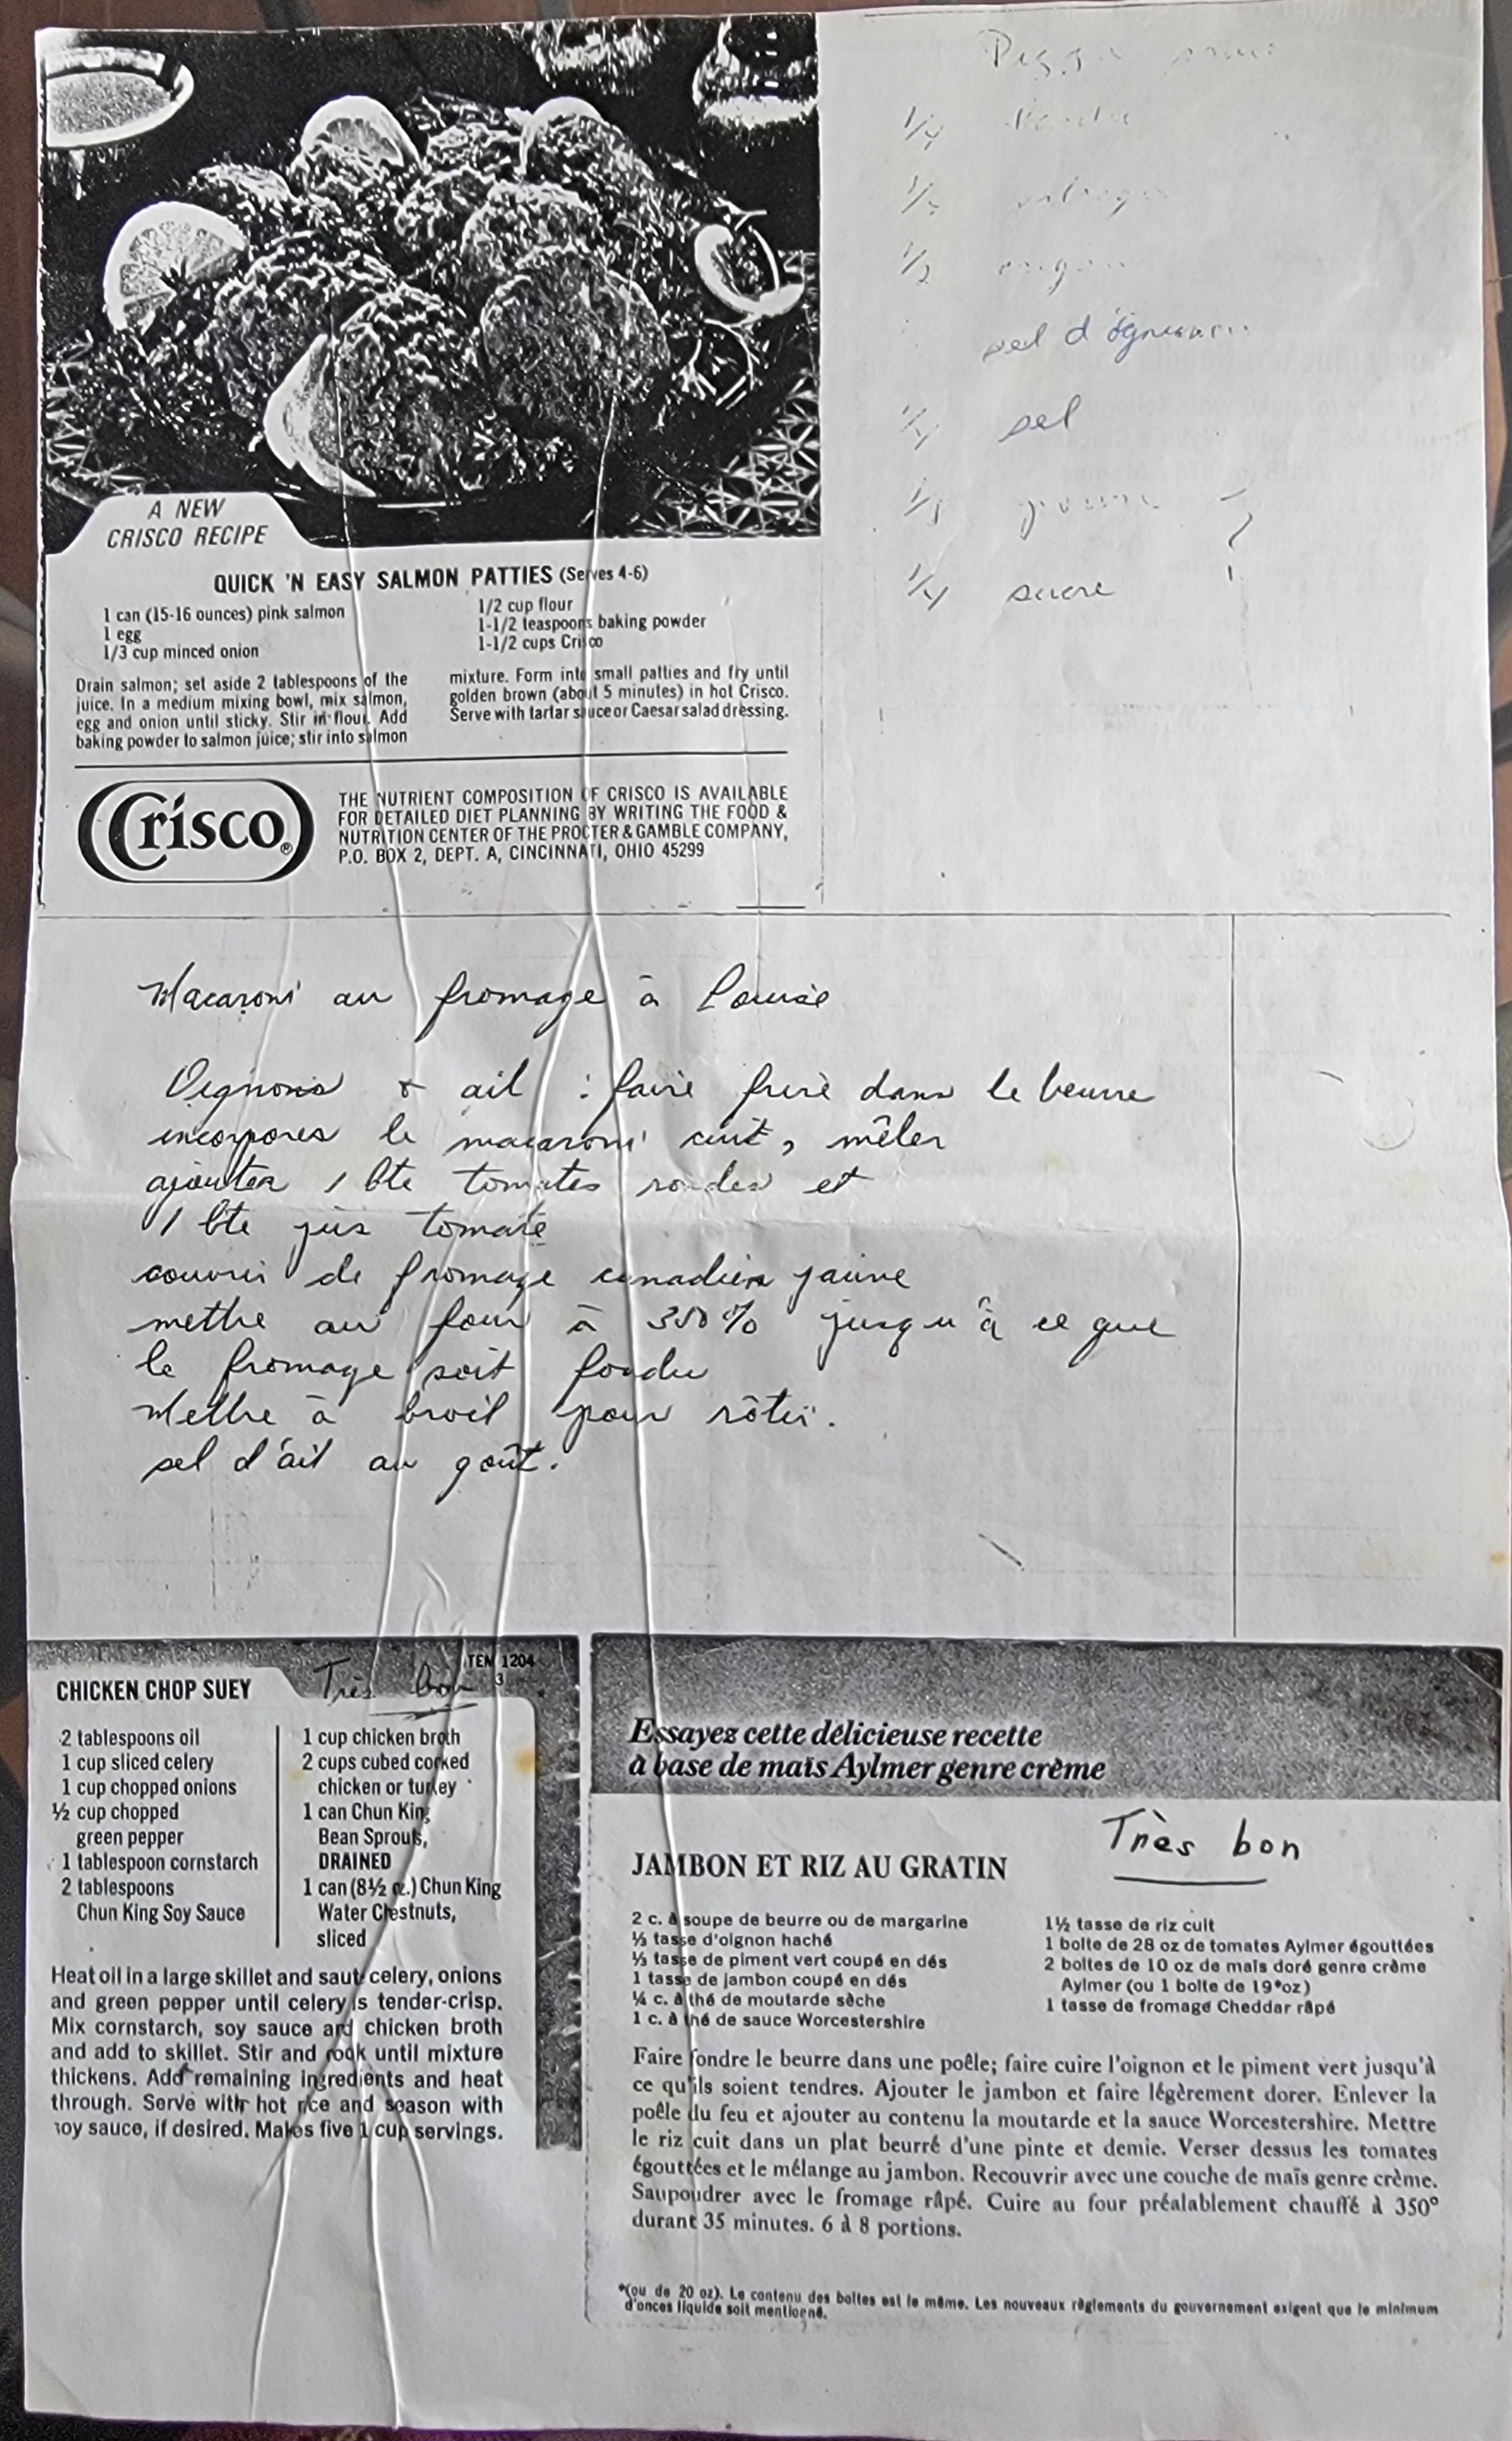 A NEW
CRISCO RECIPE
QUICK 'N EASY SALMON PATTIES (Serves 4-6)
1 can (15-16 ounces) pink salmon
1 egg
1/3 cup minced onion
1/2 cup flour
1-1/2 teaspoons baking powder
1-1/2 cups Crisco
Drain salmon; set aside 2 tablespoons of the
juice. In a medium mixing bowl, mix salmon,
egg and onion until sticky. Stir in flour. Add
baking powder to salmon juice; stir into salmon
mixture. Form into small patties and fry until
golden brown (about 5 minutes) in hot Crisco.
Serve with tartar sauce or Caesar salad dressing.
Crisco®
THE NUTRIENT COMPOSITION OF CRISCO IS AVAILABLE
FOR DETAILED DIET PLANNING BY WRITING THE FOOD &
NUTRITION CENTER OF THE PROCTER & GAMBLE COMPANY,
P.O. BOX 2, DEPT. A, CINCINNATI, OHIO 45299
sel d'ognion
sel
1/4 sucre
Macaroni au fromage à Louise
Oignons & ail : faire frire dans le beurre
incorporer le macaroni cuit, mêler
ajouter 1 bte tomates rondes et
1 bte jus tomate
couvrir de fromage canadien jaune
mettre au four à 350% jusqu'à ce que
le fromage soit fondu
Mettre à broil pour rôtir.
sel d'ail au goût.
TEM 1204
3
CHICKEN CHOP SUEY
Très bon
2 tablespoons oil
1 cup sliced celery
1 cup chopped onions
½ cup chopped
green pepper
1 tablespoon cornstarch
2 tablespoons
Chun King Soy Sauce
1 cup chicken broth
2 cups cubed cooked
chicken or turkey
1 can Chun King
Bean Sprouts,
DRAINED
1 can (8½ oz.) Chun King
Water Chestnuts,
sliced
Heat oil in a large skillet and saut celery, onions
and green pepper until celery is tender-crisp.
Mix cornstarch, soy sauce and chicken broth
and add to skillet. Stir and cook until mixture
thickens. Add remaining ingredients and heat
through. Serve with hot rice and season with
soy sauce, if desired. Makes five 1 cup servings.
Essayez cette délicieuse recette
à base de maïs Aylmer genre crème
Très bon
JAMBON ET RIZ AU GRATIN
2 c. à soupe de beurre ou de margarine
⅓ tasse d'oignon haché
⅓ tasse de piment vert coupé en dés
1 tasse de jambon coupé en dés
¼ c. à thé de moutarde sèche
1 c. à thé de sauce Worcestershire
1½ tasse de riz cuit
1 boîte de 28 oz de tomates Aylmer égouttées
2 boîtes de 10 oz de maïs doré genre crème
Aylmer (ou 1 boîte de 19*oz)
1 tasse de fromage Cheddar râpé
Faire fondre le beurre dans une poêle; faire cuire l'oignon et le piment vert jusqu'à
ce qu'ils soient tendres. Ajouter le jambon et faire légèrement dorer. Enlever la
poêle du feu et ajouter au contenu la moutarde et la sauce Worcestershire. Mettre
le riz cuit dans un plat beurré d'une pinte et demie. Verser dessus les tomates
égouttées et le mélange au jambon. Recouvrir avec une couche de maïs genre crème.
Saupoudrer avec le fromage râpé. Cuire au four préalablement chauffé à 350°
durant 35 minutes. 6 à 8 portions.
*(ou de 20 oz). Le contenu des boîtes est le même. Les nouveaux règlements du gouvernement exigent que le minimum
d'onces liquide soit mentionné.